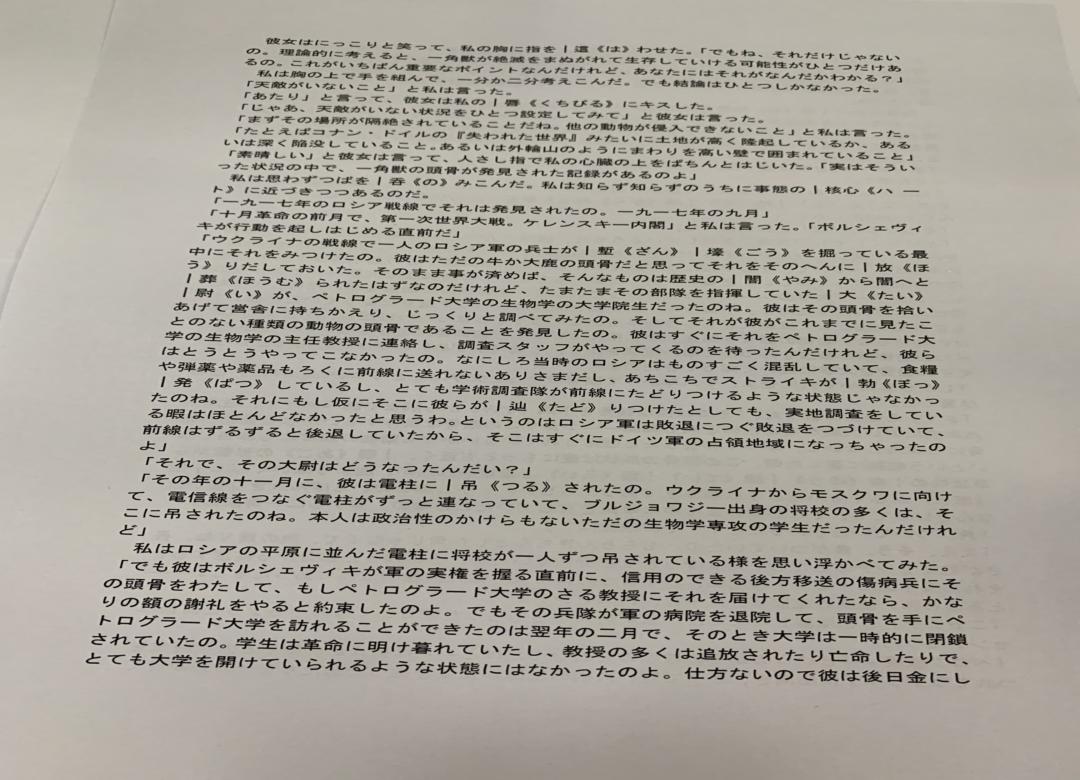 彼女はにっこりと笑って、私の胸に指を|這《は》わせた。「でもね、それだけじゃない
の。理論的に考えると、一角獣が絶滅をまぬがれて生存していける可能性がひとつだけあ
るの。これがいちばん重要なポイントなんだけれど、あなたにはそれがなんだかわかる？」
私は胸の上で手を組んで、一分か二分考えこんだ。でも結論はひとつしかなかった。
「天敵がいないこと」と私は言った。
「あたり」と言って、彼女は私の|唇《くちびる》にキスした。
「じゃあ、天敵がいない状況をひとつ設定してみて」と彼女は言った。
「まずその場所が隔絶されていることだね。他の動物が侵入できないこと」と私は言った。
「たとえばコナン・ドイルの『失われた世界』みたいに土地が高く隆起しているか、ある
いは深く陥没していること。あるいは外輪山のようにまわりを高い壁で囲まれていること」
「素晴しい」と彼女は言って、人さし指で私の心臓の上をぱちんとはじいた。「実はそうい
った状況の中で、一角獣の頭骨が発見された記録があるのよ」
私は思わずつばを|呑《の》みこんだ。私は知らず知らずのうちに事態の|核心《ハ ー
ト》に近づきつつあるのだ。
「一九一七年のロシア戦線でそれは発見されたの。一九一七年の九月」
「十月革命の前月で、第一次世界大戦。ケレンスキー内閣」と私は言った。「ボルシェヴィ
キが行動を起しはじめる直前だ」
「ウクライナの戦線で一人のロシア軍の兵士が|塹《ざん》|壕《ごう》を掘っている最
中にそれをみつけたの。彼はただの牛か大鹿の頭骨だと思ってそれをそのへんに|放《ほ
う》りだしておいた。そのまま事が済めば、そんなものは歴史の|闇《やみ》から闇へと
|葬《ほうむ》られたはずなのだけれど、たまたまその部隊を指揮していた|大《たい》
|尉《い》が、ペトログラード大学の生物学の大学院生だったのね。彼はその頭骨を拾い
あげて営舎に持ちかえり、じっくりと調べてみたの。そしてそれが彼がこれまでに見たこ
とのない種類の動物の頭骨であることを発見したの。彼はすぐにそれをペトログラード大
学の生物学の主任教授に連絡し、調査スタッフがやってくるのを待ったんだけれど、彼ら
はとうとうやってこなかったの。なにしろ当時のロシアはものすごく混乱していて、食糧
や弾薬や薬品もろくに前線に送れないありさまだし、あちこちでストライキが|勃《ぼっ》
|発《ぱつ》しているし、とても学術調査隊が前線にたどりつけるような状態じゃなかっ
たのね。それにもし仮にそこに彼らが|辿《たど》りつけたとしても、実地調査をしてい
る暇はほとんどなかったと思うわ。というのはロシア軍は敗退につぐ敗退をつづけていて、
前線はずるずると後退していたから、そこはすぐにドイツ軍の占領地域になっちゃったの
よ」
「それで、その大尉はどうなったんだい？」
「その年の十一月に、彼は電柱に|吊《つる》されたの。ウクライナからモスクワに向け
て、電信線をつなぐ電柱がずっと連なっていて、ブルジョワジー出身の将校の多くは、そ
こに吊されたのね。本人は政治性のかけらもないただの生物学専攻の学生だったんだけれ
ど」
私はロシアの平原に並んだ電柱に将校が一人ずつ吊されている様を思い浮かべてみた。
「でも彼はボルシェヴィキが軍の実権を握る直前に、信用のできる後方移送の傷病兵にそ
の頭骨をわたして、もしペトログラード大学のさる教授にそれを届けてくれたなら、かな
りの額の謝礼をやると約束したのよ。でもその兵隊が軍の病院を退院して、頭骨を手にペ
トログラード大学を訪れることができたのは翌年の二月で、そのとき大学は一時的に閉鎖
されていたの。学生は革命に明け暮れていたし、教授の多くは追放されたり亡命したりで、
とても大学を開けていられるような状態にはなかったのよ。仕方ないので彼は後日金にし